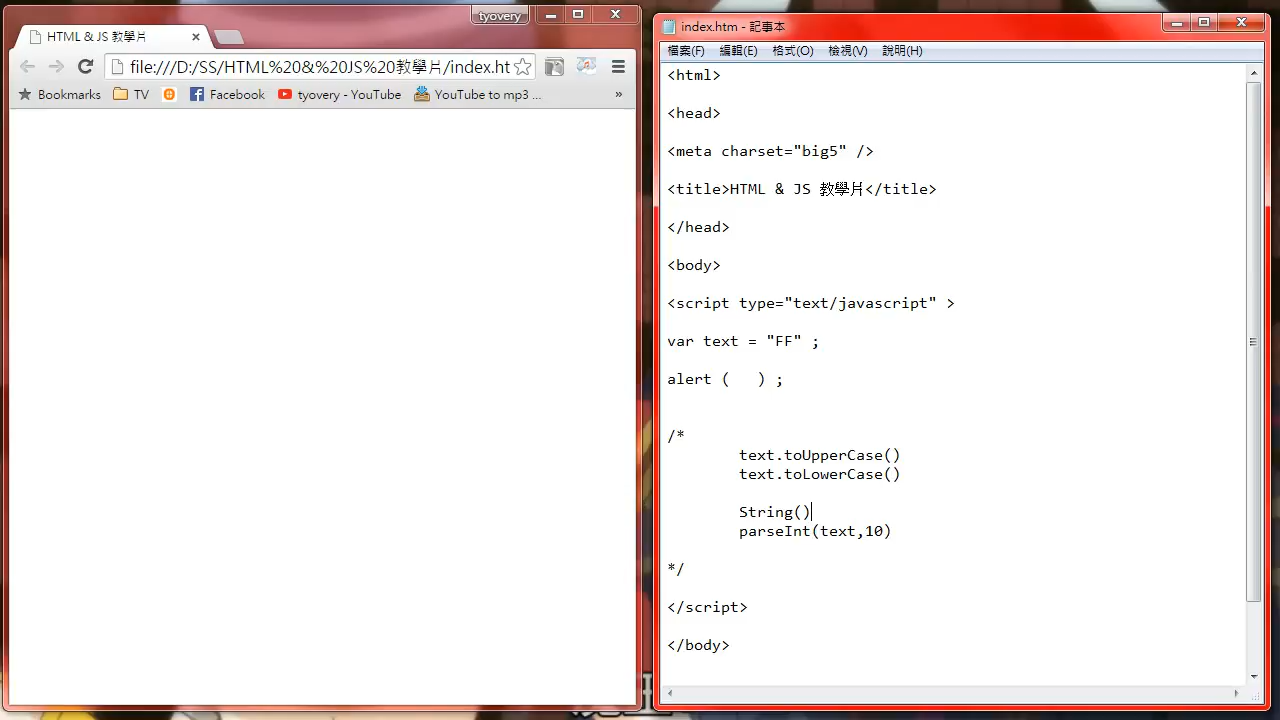 tyovery
HTML & JS 教學片
file:///D:/SS/HTML%20&%20JS%20教學片/index.ht
Bookmarks TV Facebook tyovery - YouTube YouTube to mp3 ... »
index.htm - 記事本
檔案(F) 編輯(E) 格式(O) 檢視(V) 說明(H)
<html>
<head>
<meta charset="big5" />
<title>HTML & JS 教學片</title>
</head>
<body>
<script type="text/javascript" >
var text = "FF" ;
alert (   ) ;
/*
text.toUpperCase()
text.toLowerCase()
String()
parseInt(text,10)
*/
</script>
</body>